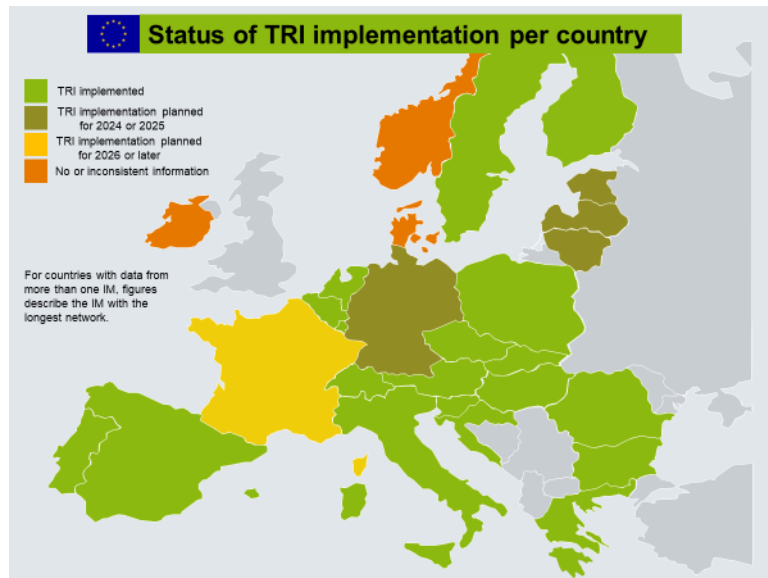 Status of TRI implementation per country
TRI implemented
TRI implementation planned
for 2024 or 2025
TRI implementation planned
for 2026 or later
No or inconsistent information
For countries with data from
more than one IM, figures
describe the IM with the
longest network.